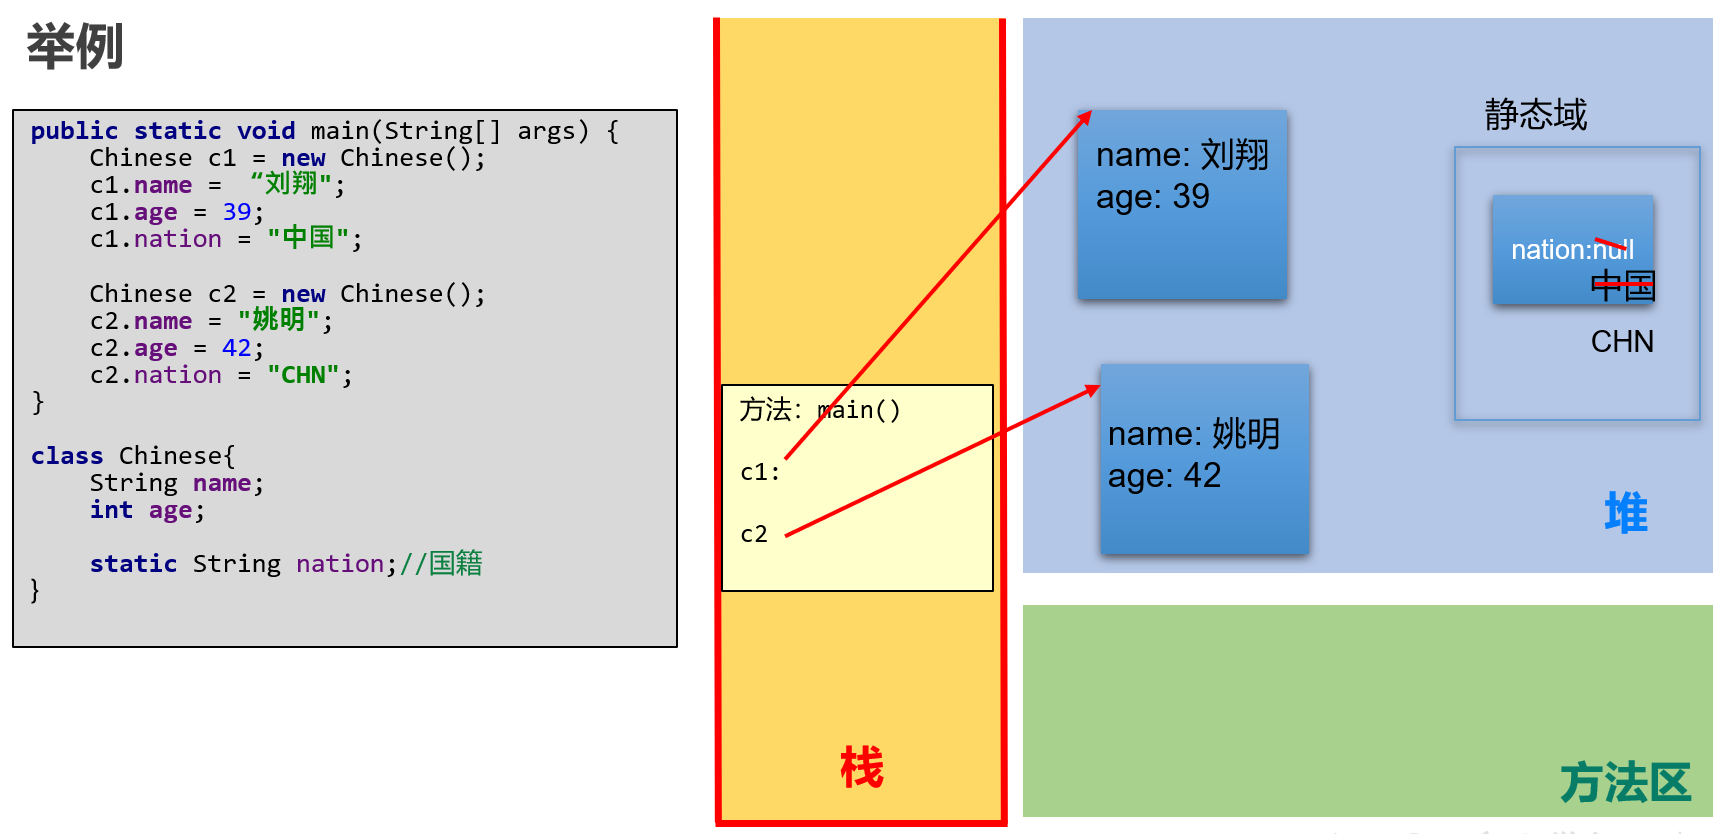 举例
public static void main(String[] args) {
Chinese c1 = new Chinese();
c1.name = “刘翔";
c1.age = 39;
c1.nation = "中国";
Chinese c2 = new Chinese();
c2.name = "姚明";
c2.age = 42;
c2.nation = "CHN";
}
class Chinese{
String name;
int age;
static String nation;//国籍
}
方法：main()
c1:
c2
栈
name: 刘翔
age: 39
name: 姚明
age: 42
静态域
nation:null
中国
CHN
堆
方法区